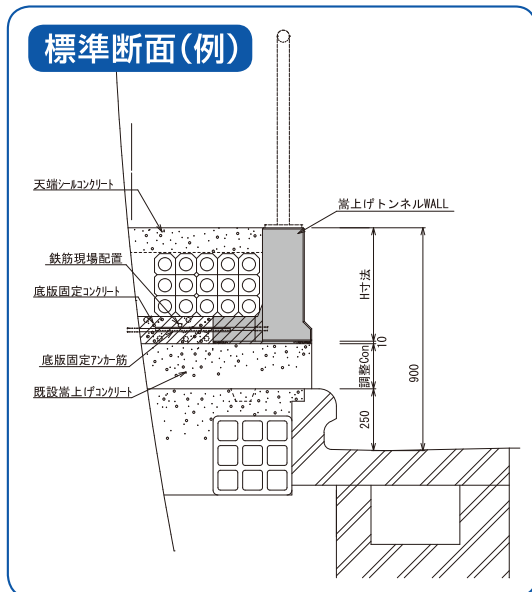 標準断面(例)
天端シールコンクリート
嵩上げトンネルWALL
鉄筋現場配置
底版固定コンクリート
底版固定アンカー筋
既設嵩上げコンクリート
H寸法
10
調整Con
900
250